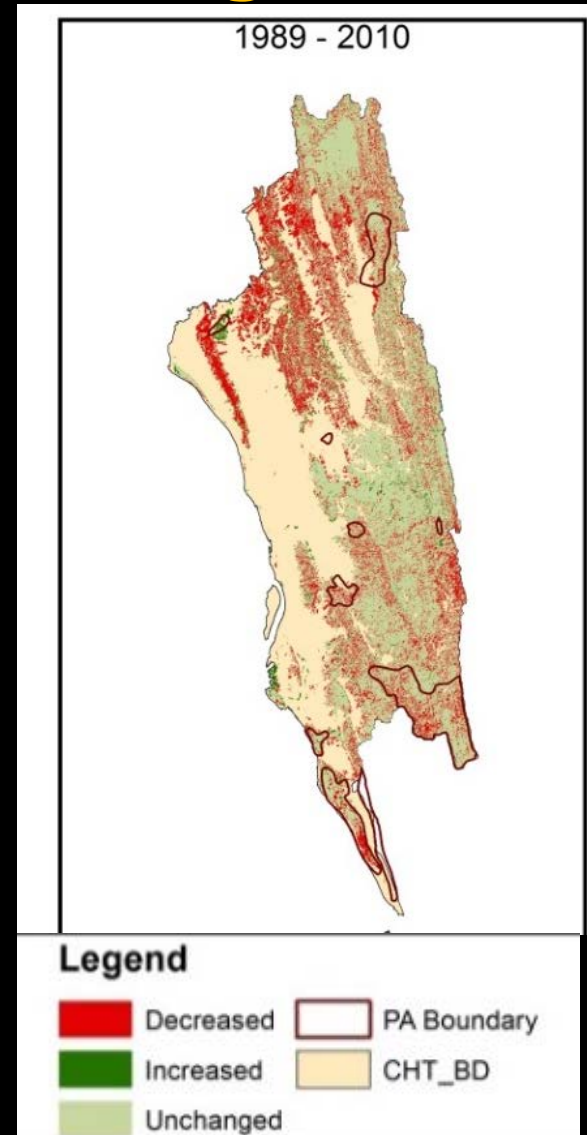 1989 - 2010
Legend
Decreased
PA Boundary
Increased
CHT_BD
Unchanged